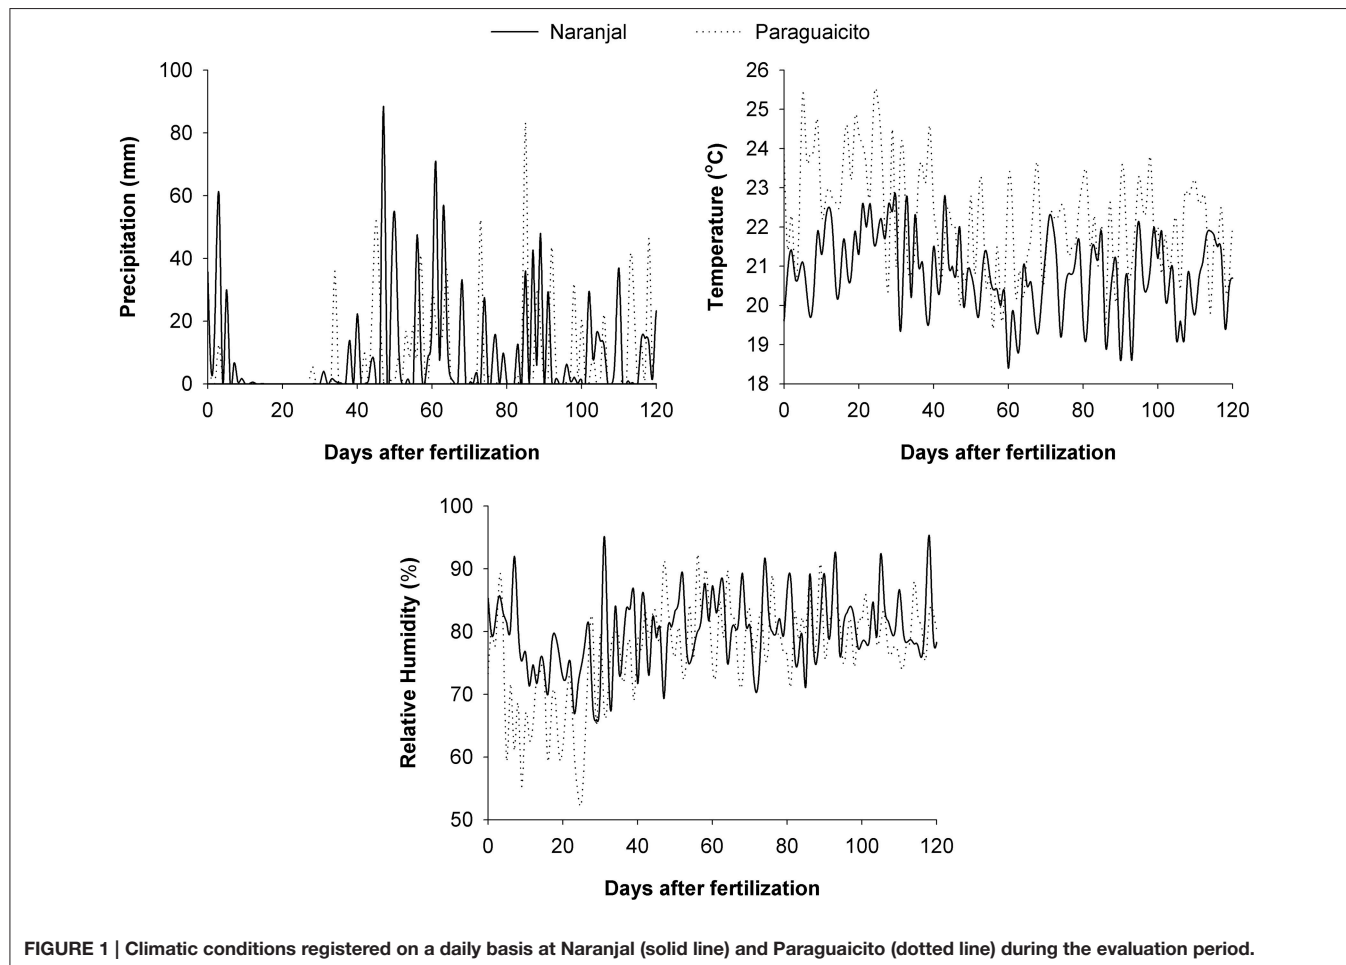 Naranjal
Paraguaicito
100
80
60
40
20
0
Precipitation (mm)
0 20 40 60 80 100 120
Days after fertilization
26
25
24
23
22
21
20
19
18
Temperature (°C)
0 20 40 60 80 100 120
Days after fertilization
100
90
80
70
60
50
Relative Humidity (%)
0 20 40 60 80 100 120
Days after fertilization
FIGURE 1 | Climatic conditions registered on a daily basis at Naranjal (solid line) and Paraguaicito (dotted line) during the evaluation period.